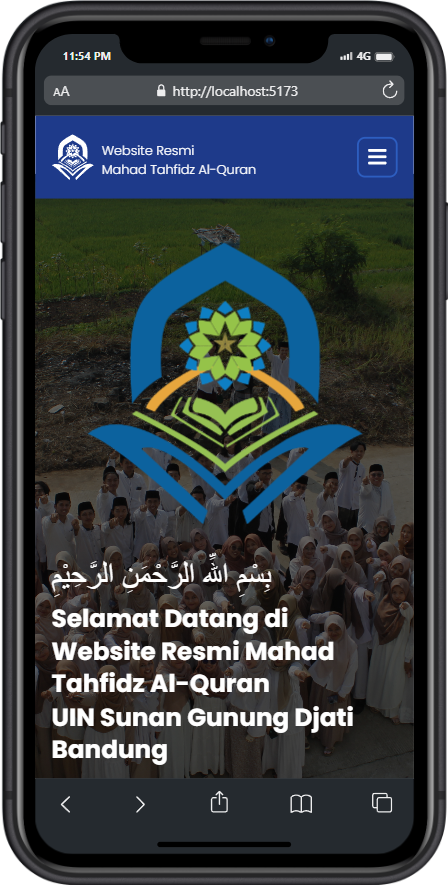 11:54 PM
4G
AA
http://localhost:5173
Website Resmi
Mahad Tahfidz Al-Quran
بِسْمِ اللّٰهِ الرَّحْمَنِ الرَّحِيْمِ
Selamat Datang di
Website Resmi Mahad
Tahfidz Al-Quran
UIN Sunan Gunung Djati
Bandung